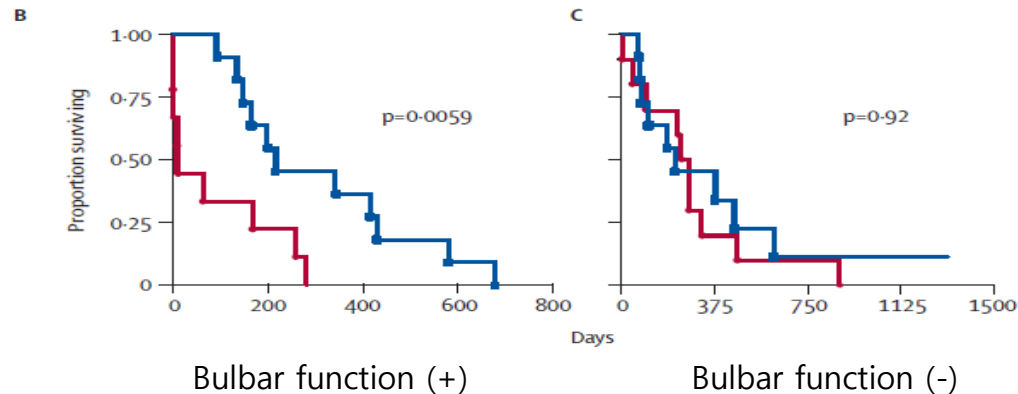 B
C
Proportion surviving
1·00
0·75
0·50
0·25
0
p=0·0059
p=0·92
0 200 400 600 800
0 375 750 1125 1500
Days
Bulbar function (+)
Bulbar function (-)